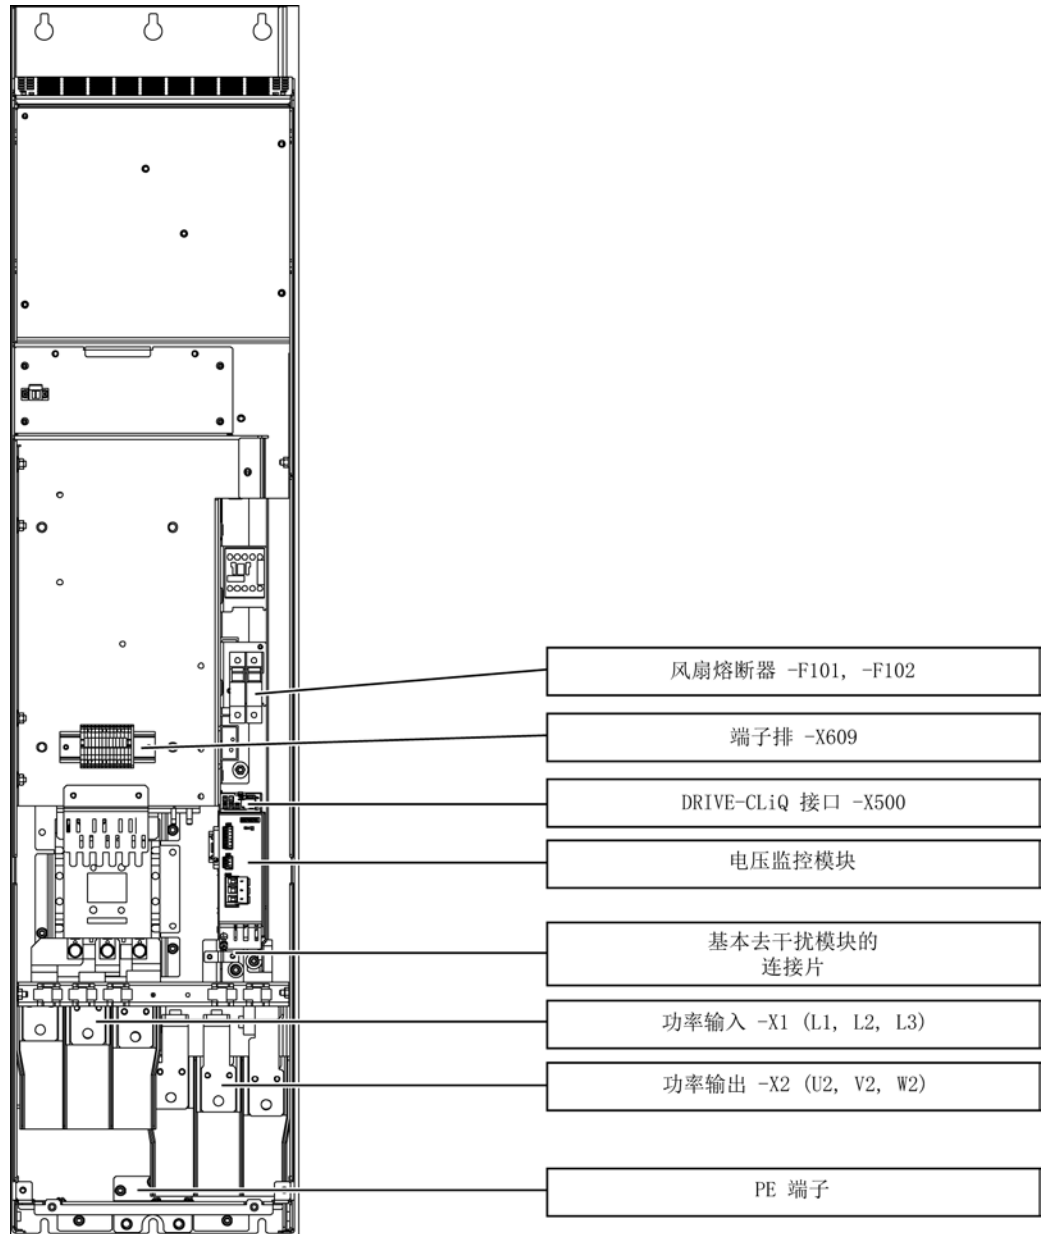 风扇熔断器 -F101, -F102
端子排 -X609
DRIVE-CLiQ 接口 -X500
电压监控模块
基本去干扰模块的
连接片
功率输入 -X1 (L1, L2, L3)
功率输出 -X2 (U2, V2, W2)
PE 端子